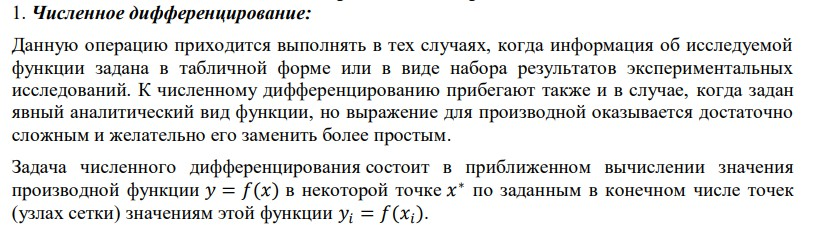 1. Численное дифференцирование:
Данную операцию приходится выполнять в тех случаях, когда информация об исследуемой
функции задана в табличной форме или в виде набора результатов экспериментальных
исследований. К численному дифференцированию прибегают также и в случае, когда задан
явный аналитический вид функции, но выражение для производной оказывается достаточно
сложным и желательно его заменить более простым.
Задача численного дифференцирования состоит в приближенном вычислении значения
производной функции y = f(x) в некоторой точке x* по заданным в конечном числе точек
(узлах сетки) значениям этой функции yᵢ = f(xᵢ).